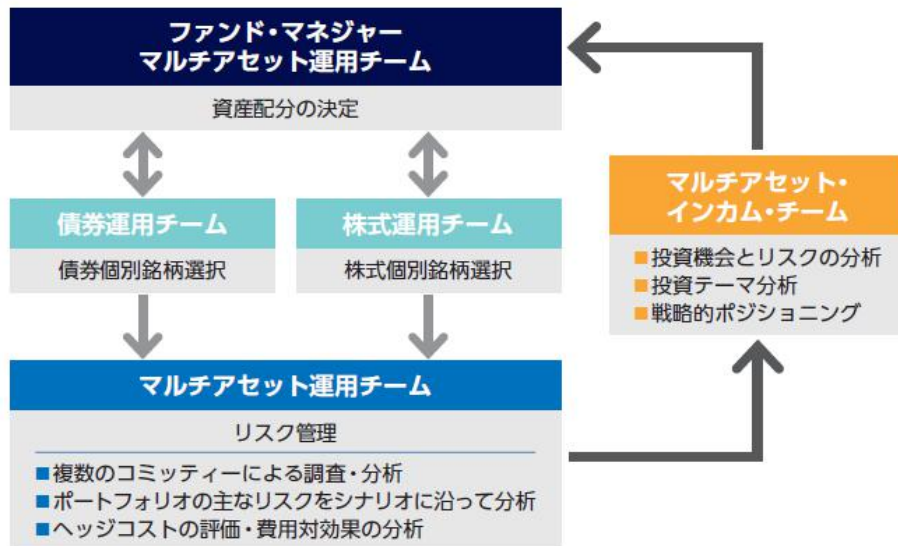 ファンド・マネジャー
マルチアセット運用チーム
資産配分の決定
債券運用チーム
債券個別銘柄選択
株式運用チーム
株式個別銘柄選択
マルチアセット運用チーム
リスク管理
■複数のコミッティーによる調査・分析
■ポートフォリオの主なリスクをシナリオに沿って分析
■ヘッジコストの評価・費用対効果の分析
マルチアセット・
インカム・チーム
■投資機会とリスクの分析
■投資テーマ分析
■戦略的ポジショニング